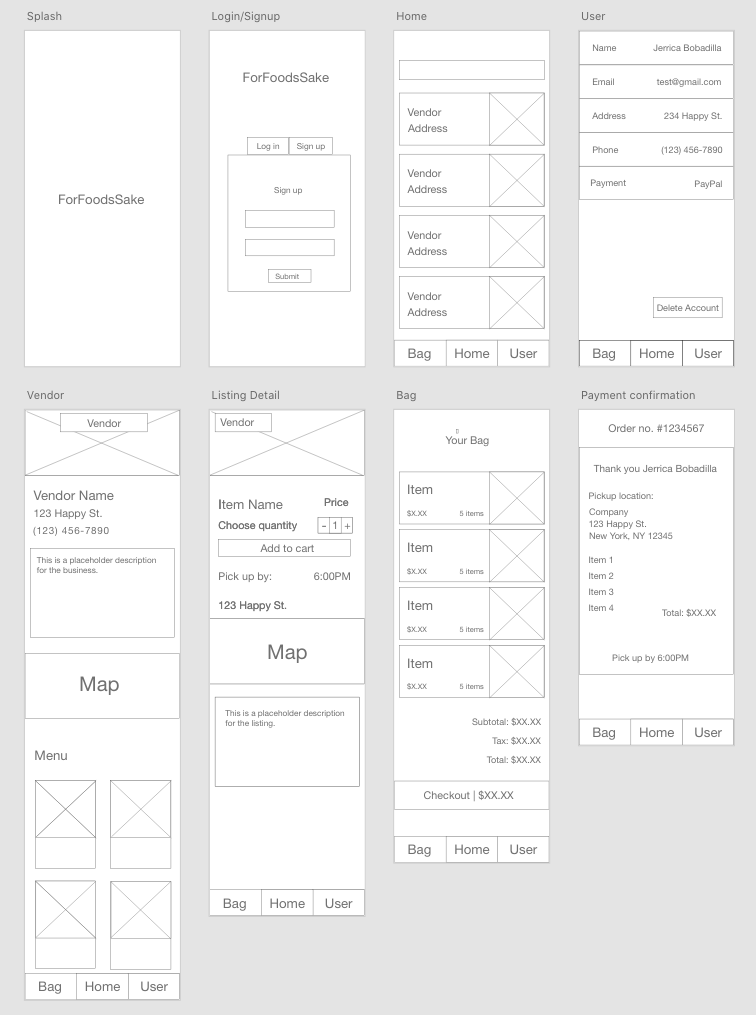 Splash
ForFoodsSake
Login/Signup
ForFoodsSake
Log in
Sign up
Sign up
Submit
Home
Vendor
Address
Vendor
Address
Vendor
Address
Vendor
Address
Bag Home User
User
Name Jerrica Bobadilla
Email test@gmail.com
Address 234 Happy St.
Phone (123) 456-7890
Payment PayPal
Delete Account
Bag Home User
Vendor
Vendor
Vendor Name
123 Happy St.
(123) 456-7890
This is a placeholder description
for the business.
Map
Menu
Bag Home User
Listing Detail
Vendor
Item Name Price
Choose quantity - 1 +
Add to cart
Pick up by: 6:00PM
123 Happy St.
Map
This is a placeholder description
for the listing.
Bag Home User
Bag
Your Bag
Item
$X.XX 5 items
Item
$X.XX 5 items
Item
$X.XX 5 items
Item
$X.XX 5 items
Subtotal: $XX.XX
Tax: $XX.XX
Total: $XX.XX
Checkout | $XX.XX
Bag Home User
Payment confirmation
Order no. #1234567
Thank you Jerrica Bobadilla
Pickup location:
Company
123 Happy St.
New York, NY 12345
Item 1
Item 2
Item 3
Item 4
Total: $XX.XX
Pick up by 6:00PM
Bag Home User